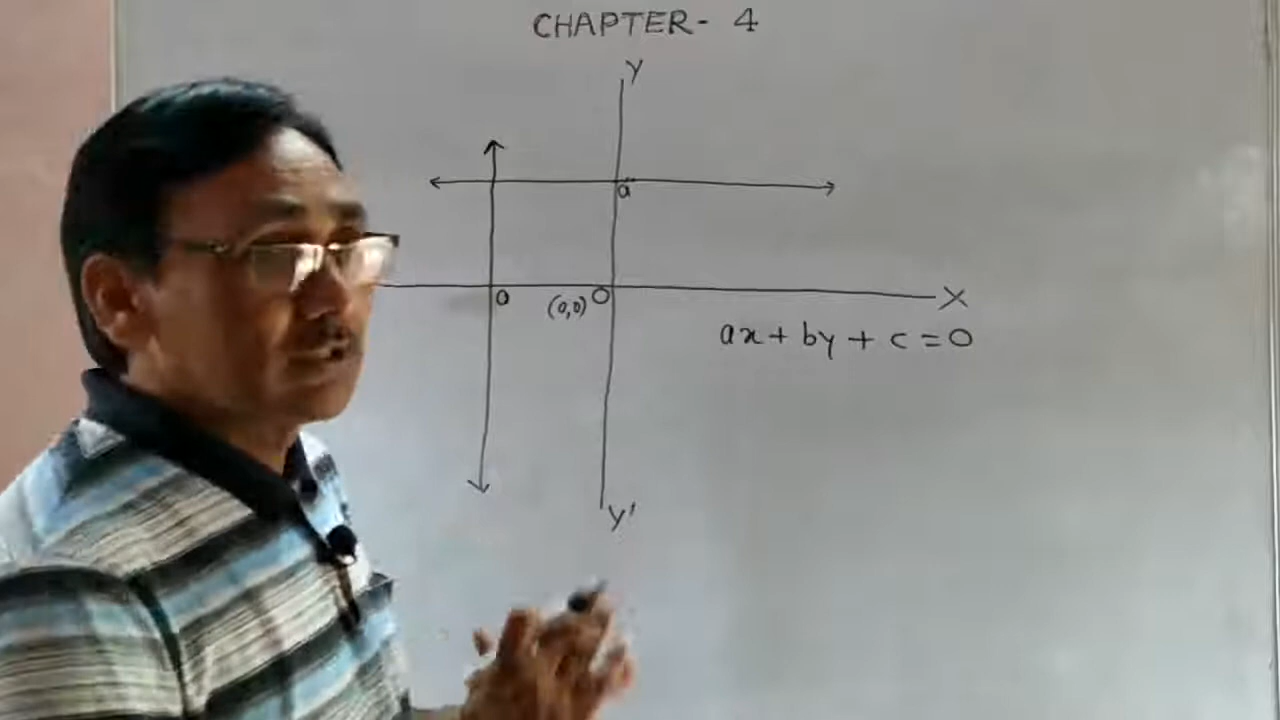 CHAPTER - 4
Y
a
X
a
(0,0) O
ax + by + c = 0
Y'